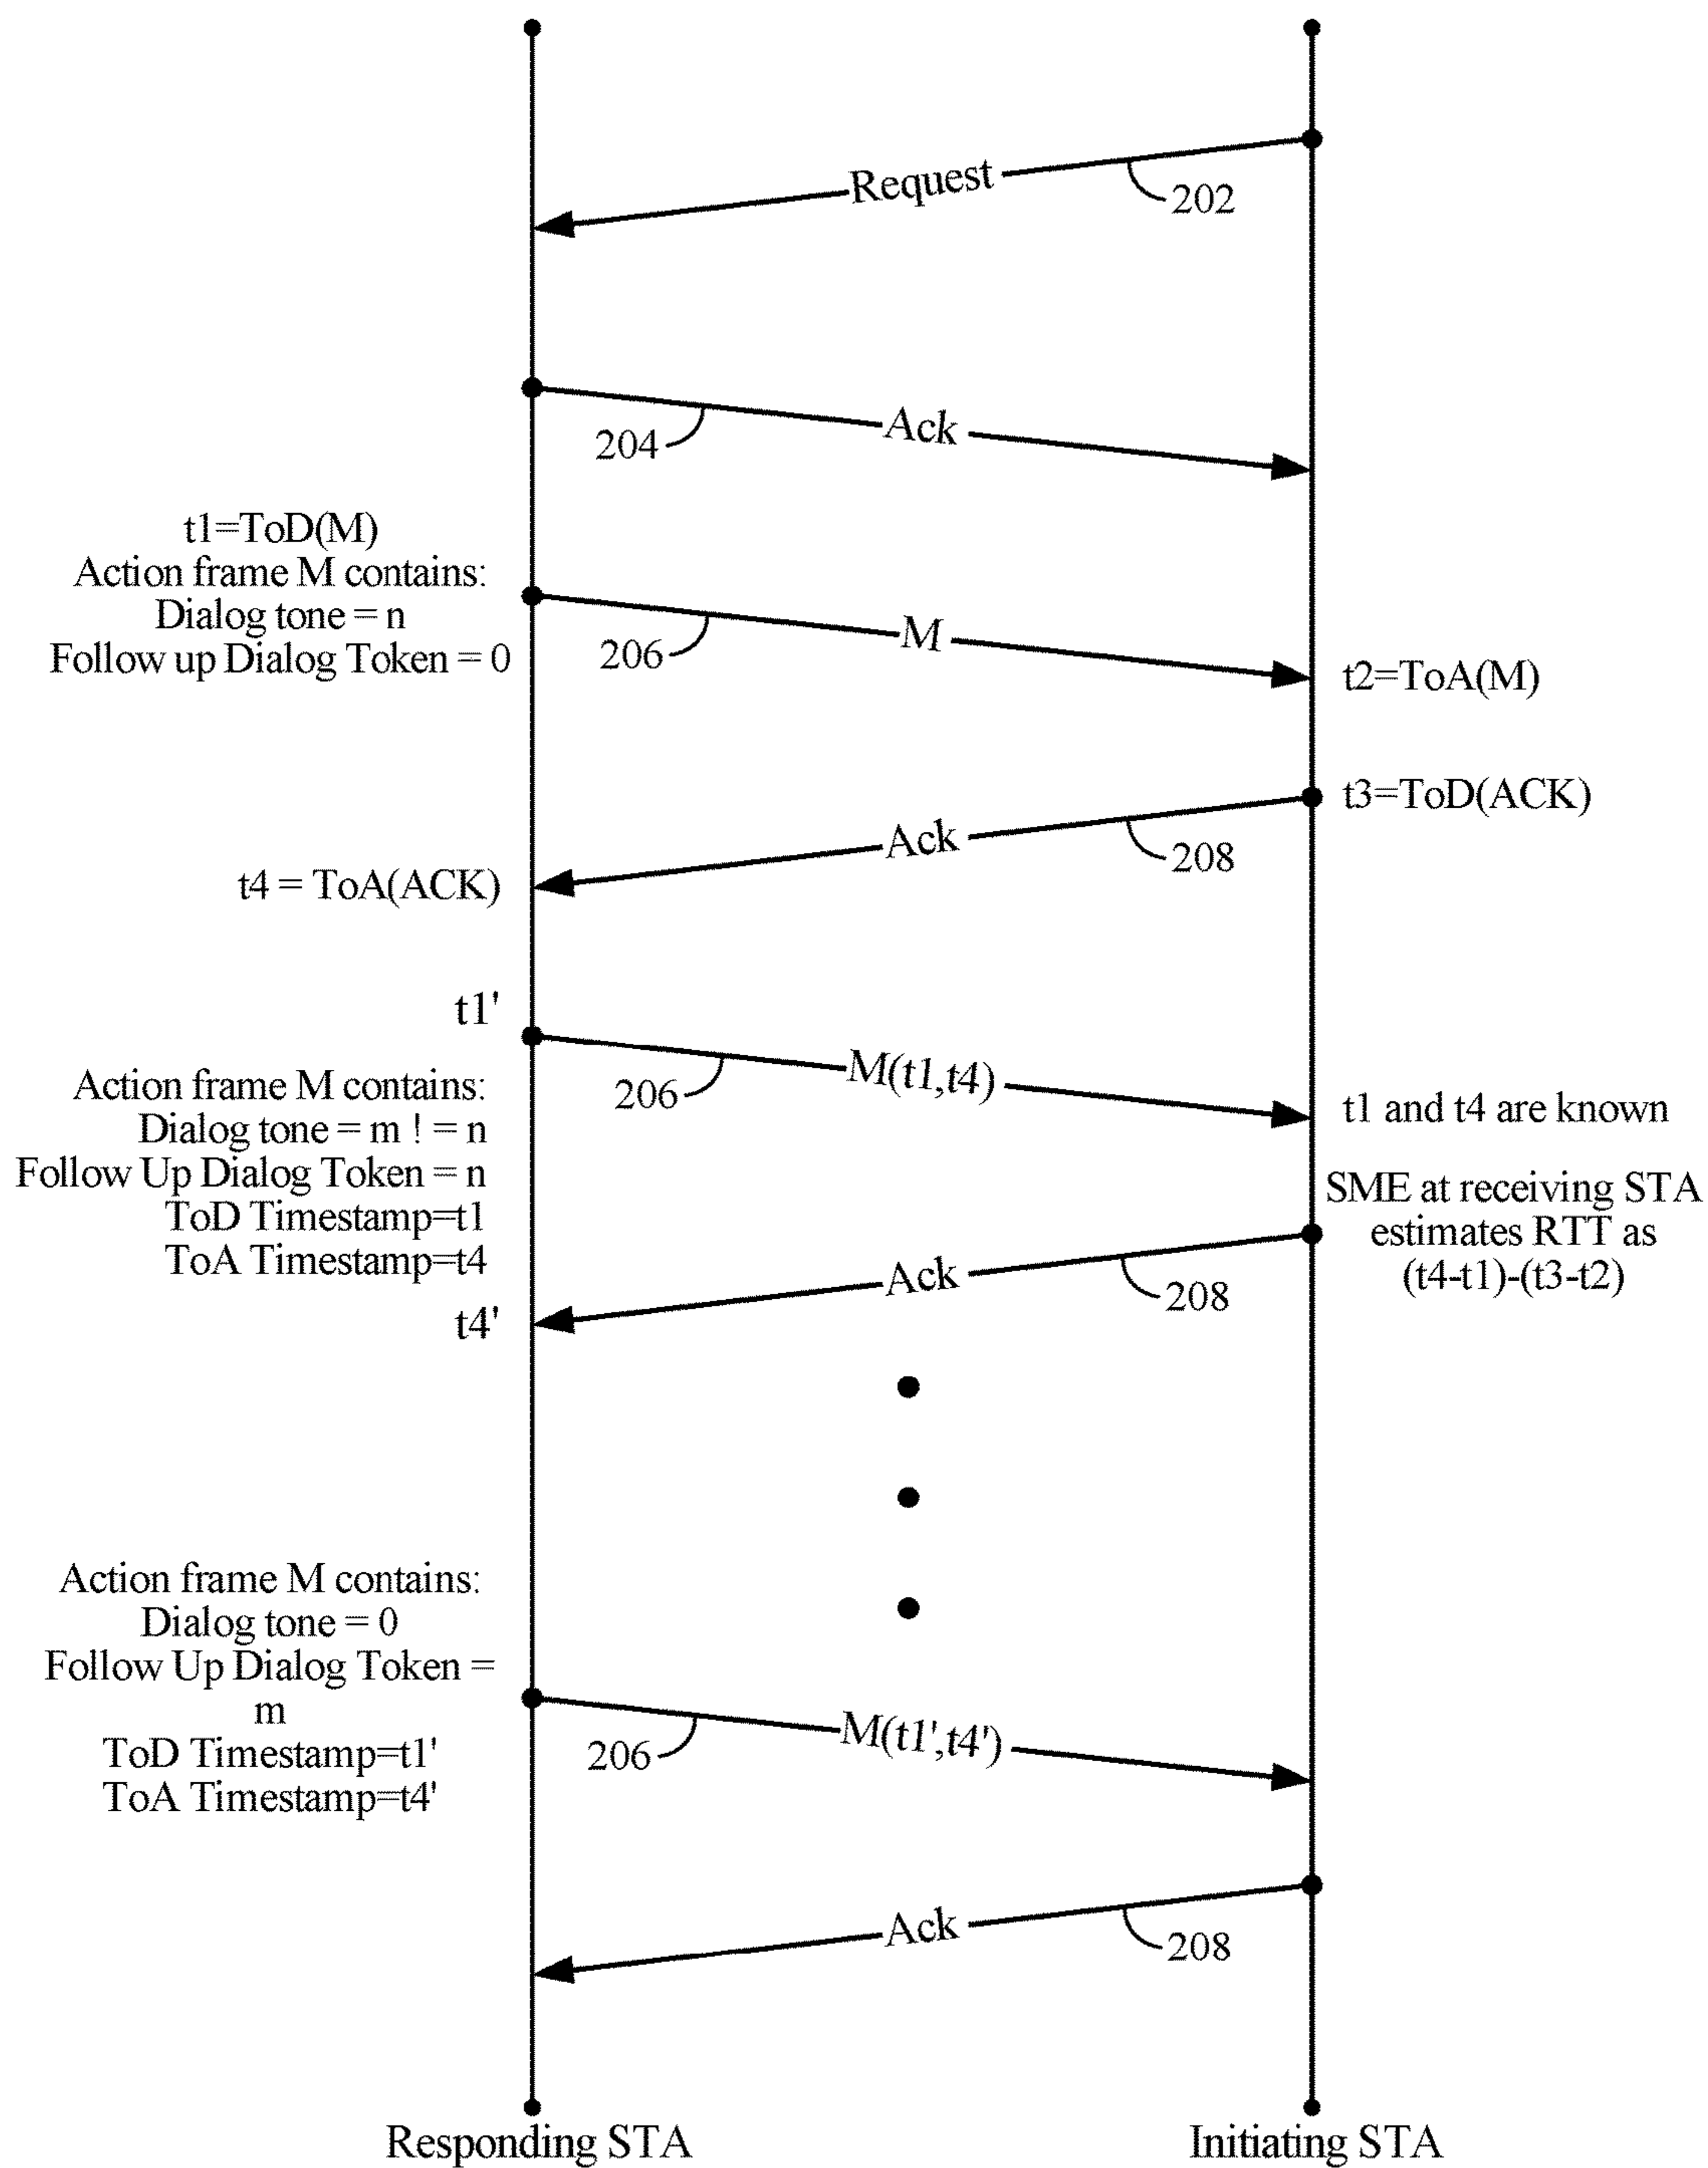 Request
202
Ack
204
t1=ToD(M)
Action frame M contains:
Dialog tone = n
Follow up Dialog Token = 0
M
206
t2=ToA(M)
t3=ToD(ACK)
Ack
208
t4 = ToA(ACK)
t1'
M(t1,t4)
206
t1 and t4 are known
Action frame M contains:
Dialog tone = m ! = n
Follow Up Dialog Token = n
ToD Timestamp=t1
ToA Timestamp=t4
SME at receiving STA
estimates RTT as
(t4-t1)-(t3-t2)
Ack
208
t4'
Action frame M contains:
Dialog tone = 0
Follow Up Dialog Token =
m
ToD Timestamp=t1'
ToA Timestamp=t4'
M(t1',t4')
206
Ack
208
Responding STA
Initiating STA